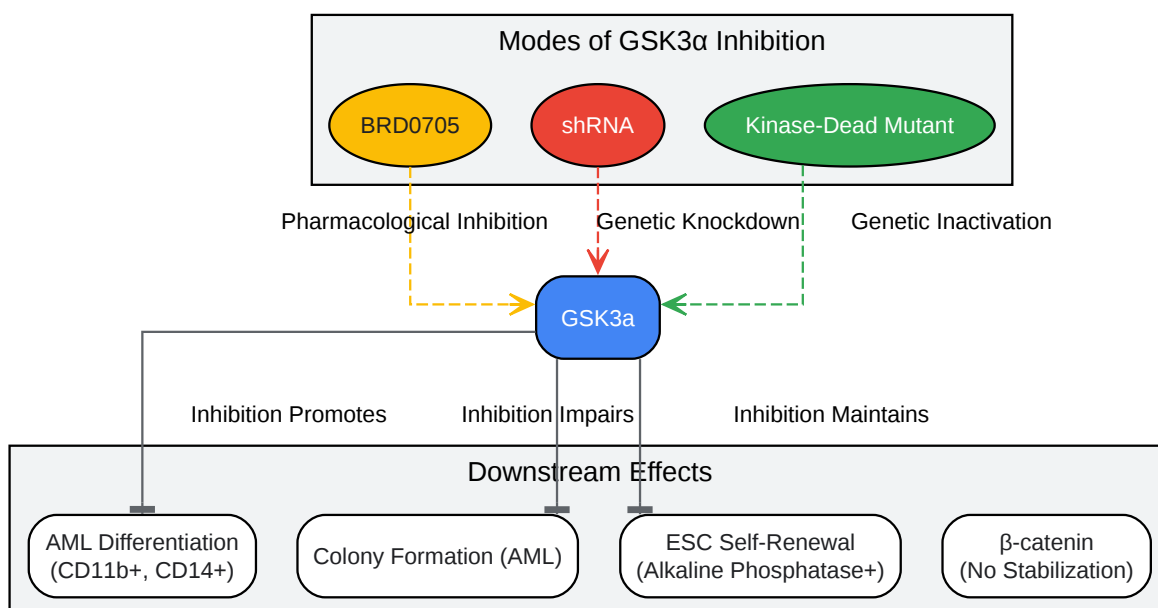 Modes of GSK3α Inhibition
BRD0705
shRNA
Kinase-Dead Mutant
Pharmacological Inhibition
Genetic Knockdown
Genetic Inactivation
GSK3a
Inhibition Promotes
Inhibition Impairs
Inhibition Maintains
Downstream Effects
AML Differentiation
(CD11b+, CD14+)
Colony Formation (AML)
ESC Self-Renewal
(Alkaline Phosphatase+)
β-catenin
(No Stabilization)